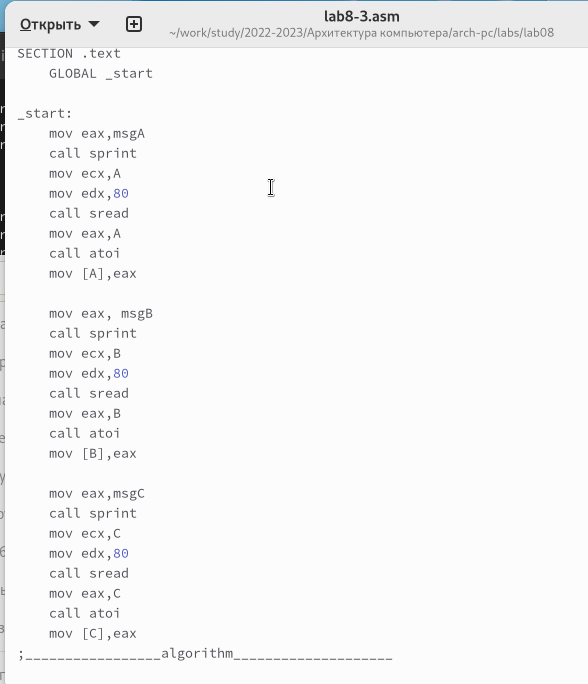 Открыть
lab8-3.asm
~/work/study/2022-2023/Архитектура компьютера/arch-pc/labs/lab08
SECTION .text
    GLOBAL _start

_start:
    mov eax,msgA
    call sprint
    mov ecx,A
    mov edx,80
    call sread
    mov eax,A
    call atoi
    mov [A],eax

    mov eax, msgB
    call sprint
    mov ecx,B
    mov edx,80
    call sread
    mov eax,B
    call atoi
    mov [B],eax

    mov eax,msgC
    call sprint
    mov ecx,C
    mov edx,80
    call sread
    mov eax,C
    call atoi
    mov [C],eax
;_________________algorithm____________________